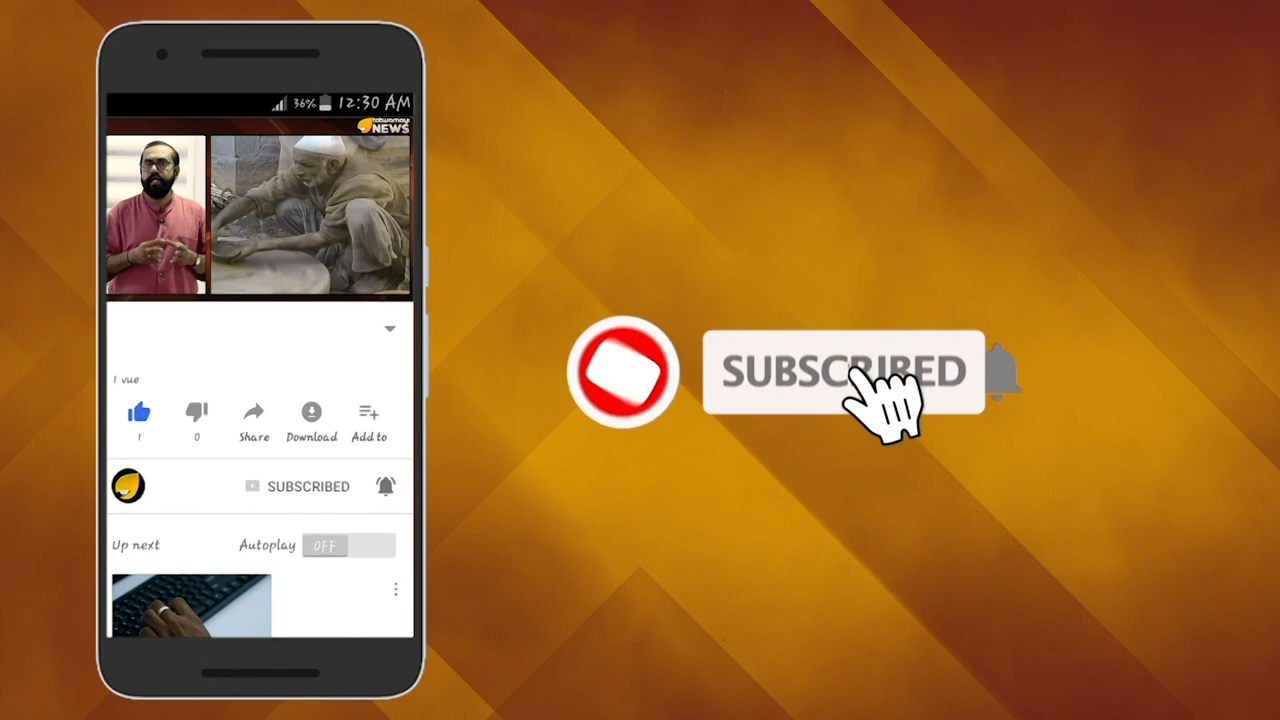 36% 12:30 AM
tatwamayi
NEWS
1 vue
1
0
Share
Download
Add to
SUBSCRIBED
Up next
Autoplay
OFF
SUBSCRIBED